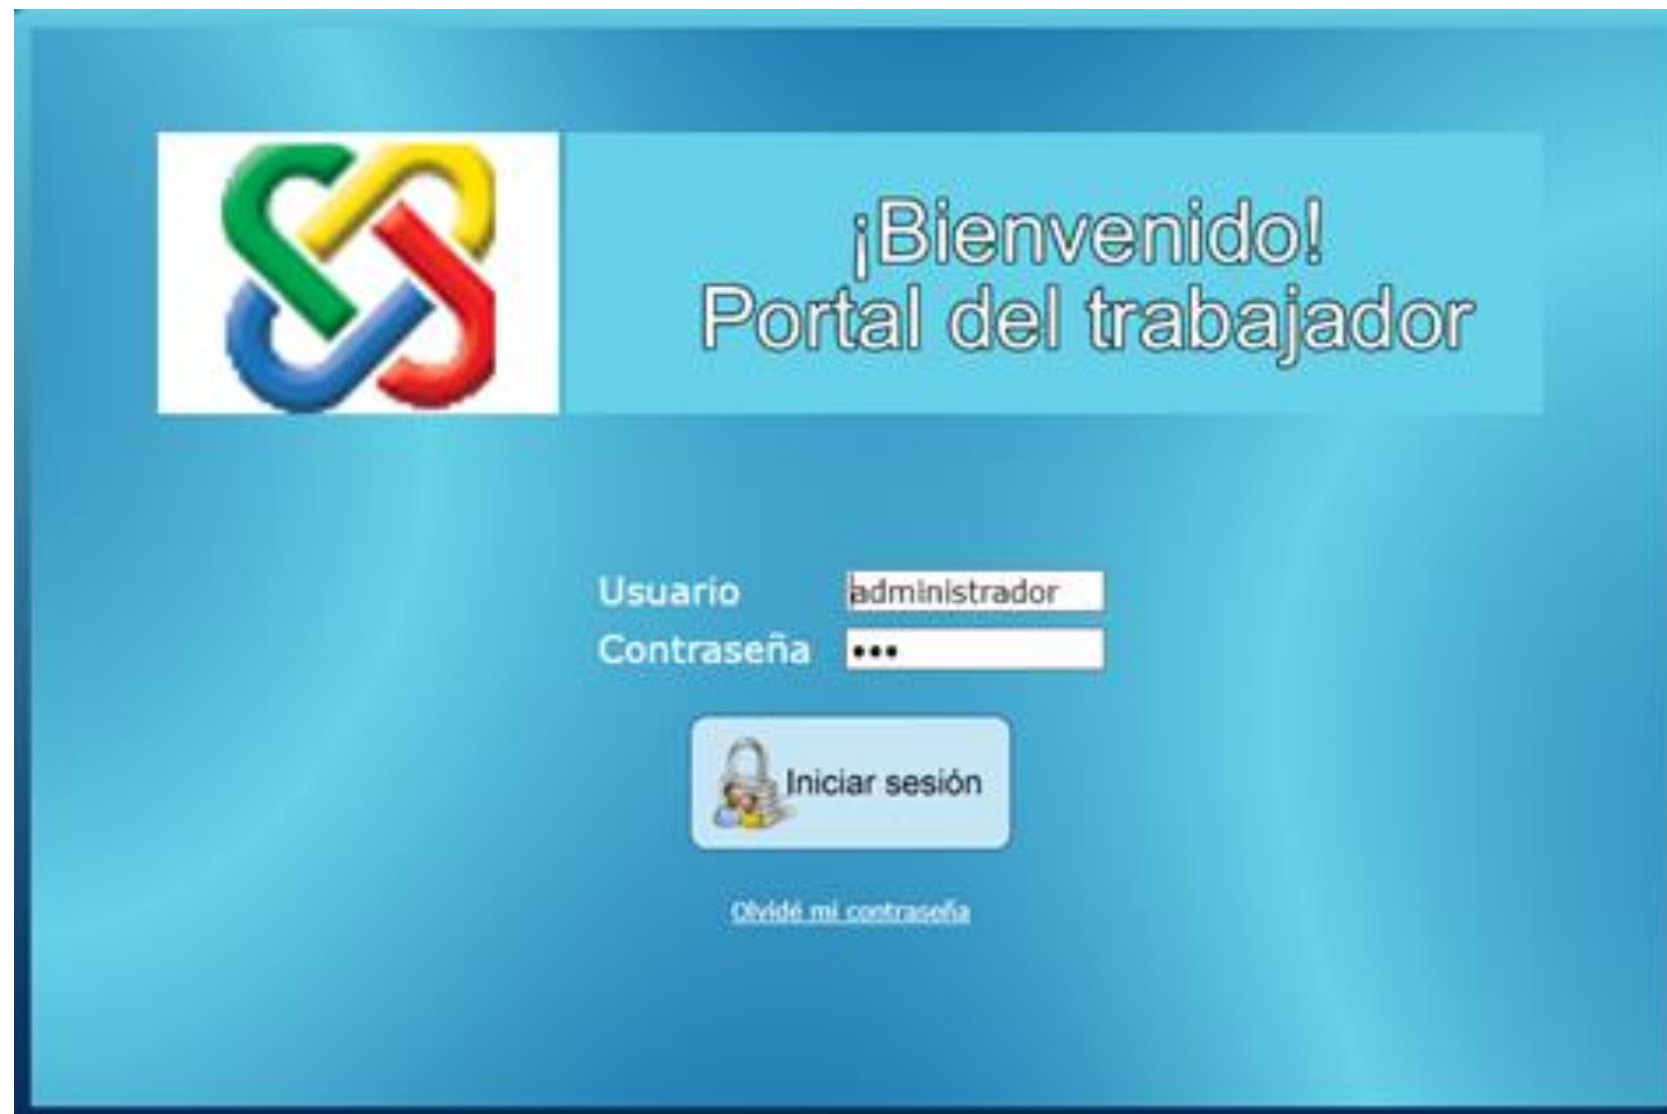 ¡Bienvenido!
Portal del trabajador
Usuario administrador
Contraseña •••
Iniciar sesión
Olvidé mi contraseña